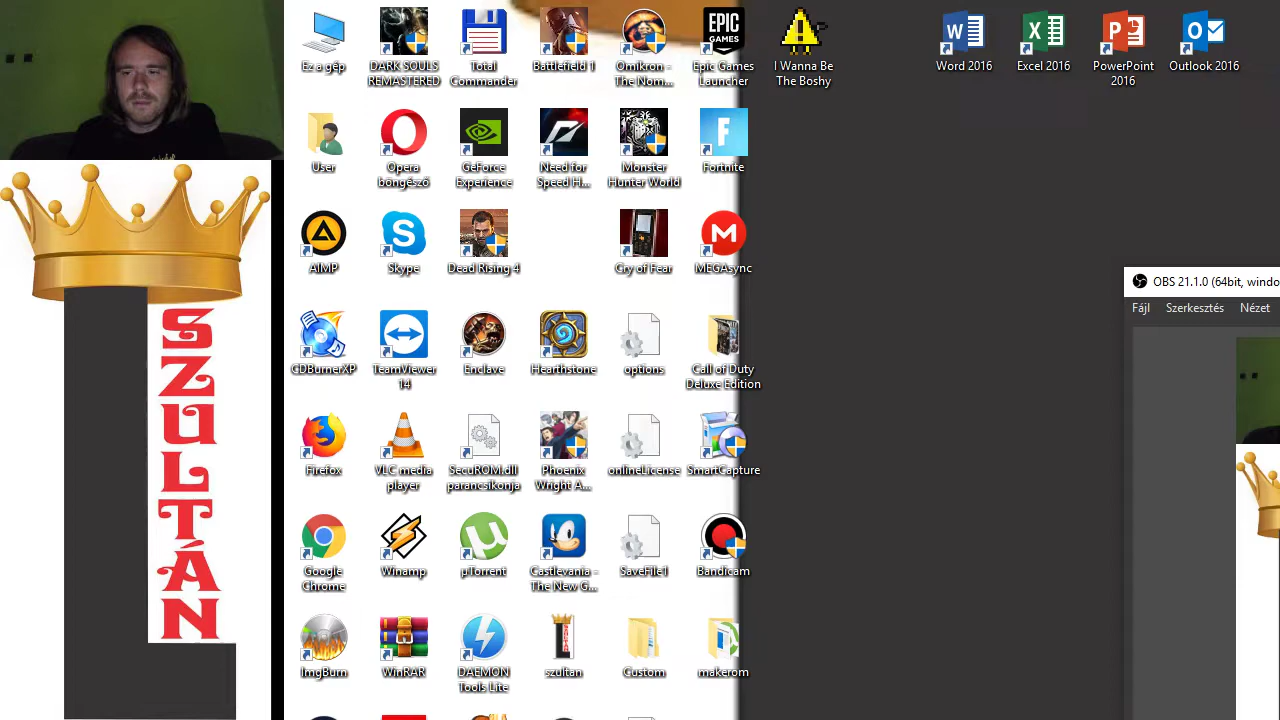 Ez a gép
DARK SOULS
REMASTERED
Total
Commander
Battlefield 1
Omikron -
The Nom...
EPIC
GAMES
Epic Games
Launcher
I Wanna Be
The Boshy
Word 2016
Excel 2016
PowerPoint
2016
Outlook 2016
User
Opera
böngésző
GeForce
Experience
Need for
Speed H...
Monster
Hunter World
Fortnite
AIMP
Skype
Dead Rising 4
Cry of Fear
MEGAsync
OBS 21.1.0 (64bit, windo
Fájl
Szerkesztés
Nézet
SZULTÁN
CDBurnerXP
TeamViewer
14
Enclave
Hearthstone
options
Call of Duty
Deluxe Edition
Firefox
VLC media
player
SecuROM.dll
parancsikonja
Phoenix
Wright A...
onlineLicense
SmartCapture
Google
Chrome
Winamp
µTorrent
Castlevania -
The New G...
SaveFile1
Bandicam
ImgBurn
WinRAR
DAEMON
Tools Lite
szultan
Custom
makerom